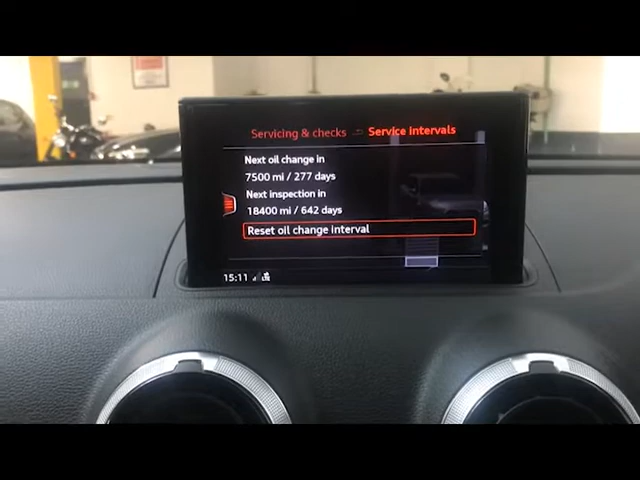 Servicing & checks Service intervals
Next oil change in
7500 mi / 277 days
Next inspection in
18400 mi / 642 days
Reset oil change interval
15:11